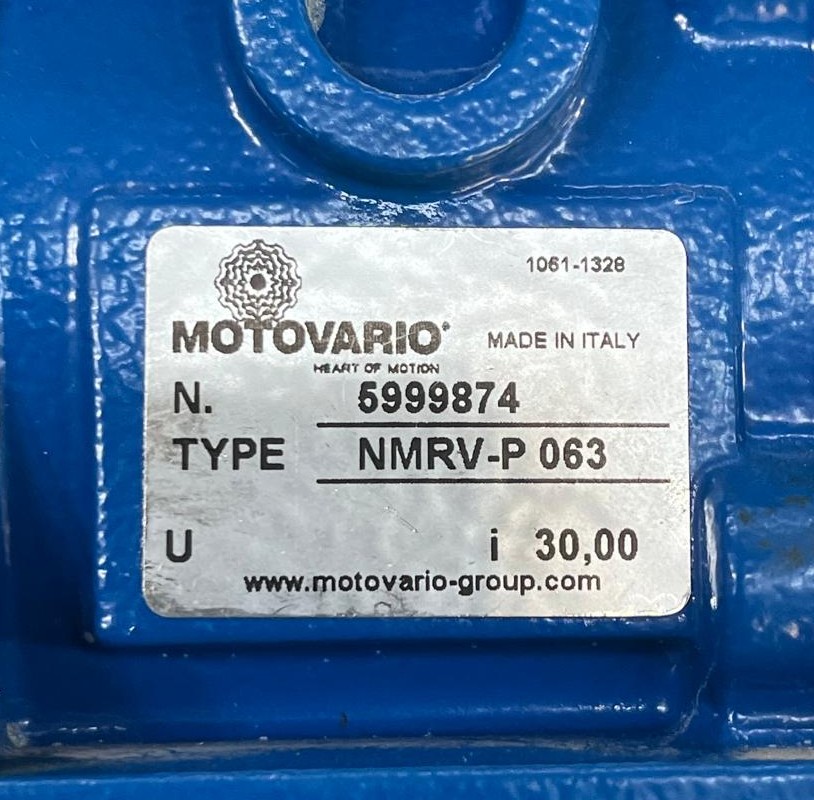 1061-1328
MOTOVARIO®
MADE IN ITALY
HEART OF MOTION
N. 5999874
TYPE NMRV-P 063
U i 30,00
www.motovario-group.com